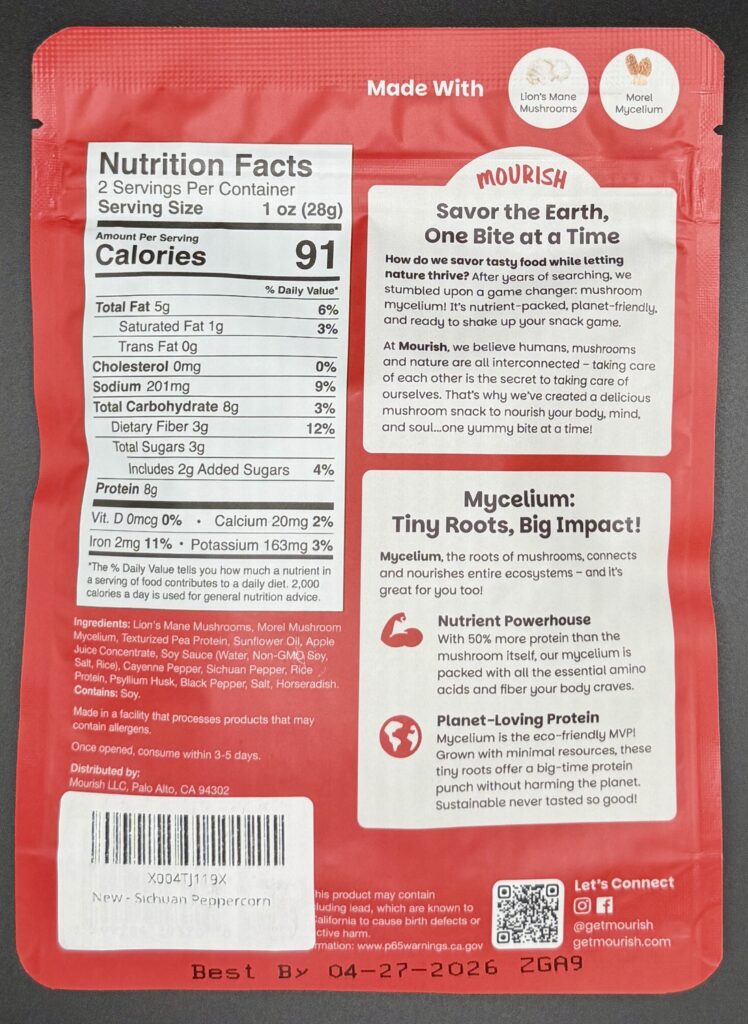 Made With
Lion's Mane
Mushrooms
Morel
Mycelium
Nutrition Facts
2 Servings Per Container
Serving Size 1 oz (28g)
Amount Per Serving
Calories 91
% Daily Value*
Total Fat 5g 6%
Saturated Fat 1g 3%
Trans Fat 0g
Cholesterol 0mg 0%
Sodium 201mg 9%
Total Carbohydrate 8g 3%
Dietary Fiber 3g 12%
Total Sugars 3g
Includes 2g Added Sugars 4%
Protein 8g
Vit. D 0mcg 0% • Calcium 20mg 2%
Iron 2mg 11% • Potassium 163mg 3%
*The % Daily Value tells you how much a nutrient in
a serving of food contributes to a daily diet. 2,000
calories a day is used for general nutrition advice.
Ingredients: Lion's Mane Mushrooms, Morel Mushroom
Mycelium, Texturized Pea Protein, Sunflower Oil, Apple
Juice Concentrate, Soy Sauce (Water, Non-GMO Soy,
Salt, Rice), Cayenne Pepper, Sichuan Pepper, Rice
Protein, Psyllium Husk, Black Pepper, Salt, Horseradish.
Contains: Soy.
Made in a facility that processes products that may
contain allergens.
Once opened, consume within 3-5 days.
Distributed by:
Mourish LLC, Palo Alto, CA 94302
X004TJ119X
New - Sichuan Peppercorn
MOURISH
Savor the Earth,
One Bite at a Time
How do we savor tasty food while letting
nature thrive? After years of searching, we
stumbled upon a game changer: mushroom
mycelium! It's nutrient-packed, planet-friendly,
and ready to shake up your snack game.
At Mourish, we believe humans, mushrooms
and nature are all interconnected – taking care
of each other is the secret to taking care of
ourselves. That's why we've created a delicious
mushroom snack to nourish your body, mind,
and soul...one yummy bite at a time!
Mycelium:
Tiny Roots, Big Impact!
Mycelium, the roots of mushrooms, connects
and nourishes entire ecosystems – and it's
great for you too!
Nutrient Powerhouse
With 50% more protein than the
mushroom itself, our mycelium is
packed with all the essential amino
acids and fiber your body craves.
Planet-Loving Protein
Mycelium is the eco-friendly MVP!
Grown with minimal resources, these
tiny roots offer a big-time protein
punch without harming the planet.
Sustainable never tasted so good!
his product may contain
luding lead, which are known to
alifornia to cause birth defects or
ctive harm.
rmation: www.p65warnings.ca.gov
Let's Connect
@getmourish
getmourish.com
Best By 04-27-2026 ZGA9